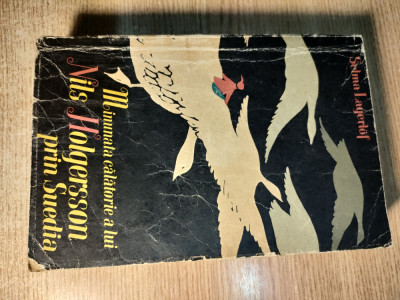 Selma Lagerlöf
Minunata călătorie a lui
Nils Holgersson
prin Suedia